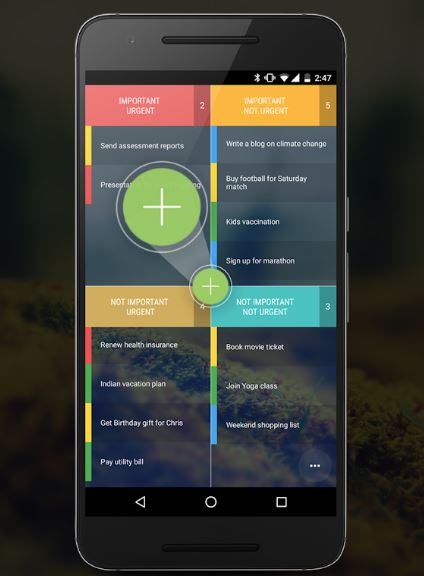 2:47
IMPORTANT
URGENT
2
Send assessment reports
IMPORTANT
NOT URGENT
5
Write a blog on climate change
Buy football for Saturday
match
Kids vaccination
Sign up for marathon
NOT IMPORTANT
URGENT
4
Renew health insurance
Indian vacation plan
Get Birthday gift for Chris
Pay utility bill
NOT IMPORTANT
NOT URGENT
3
Book movie ticket
Join Yoga class
Weekend shopping list